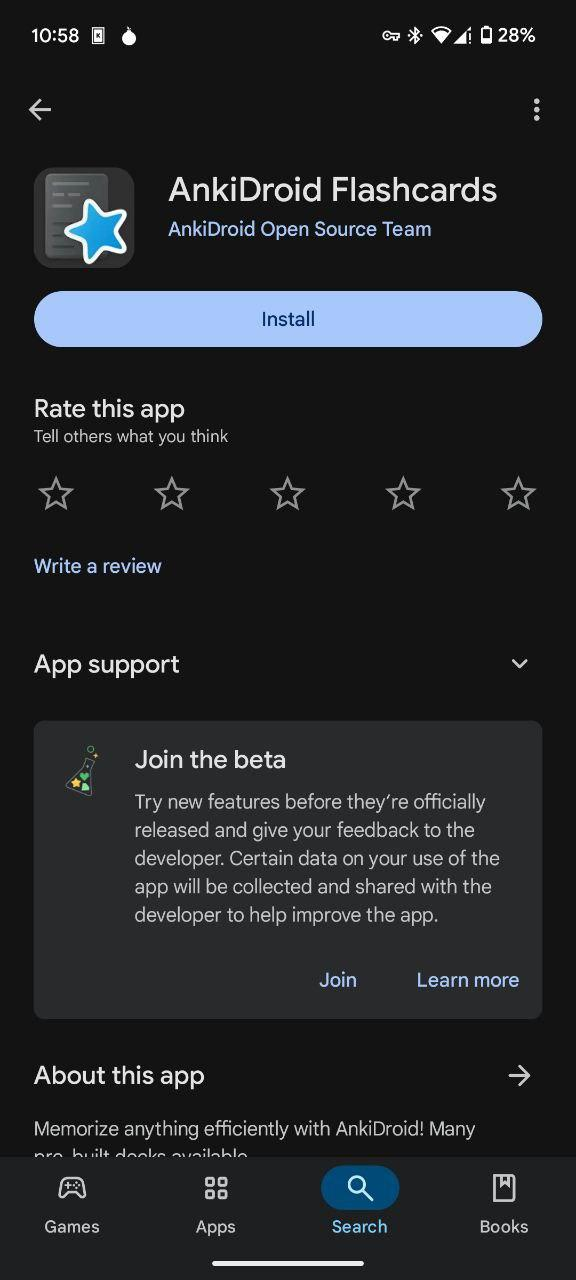 10:58
28%
AnkiDroid Flashcards
AnkiDroid Open Source Team
Install
Rate this app
Tell others what you think
Write a review
App support
Join the beta
Try new features before they're officially
released and give your feedback to the
developer. Certain data on your use of the
app will be collected and shared with the
developer to help improve the app.
Join Learn more
About this app
Memorize anything efficiently with AnkiDroid! Many
pre-built decks available
Games Apps Search Books